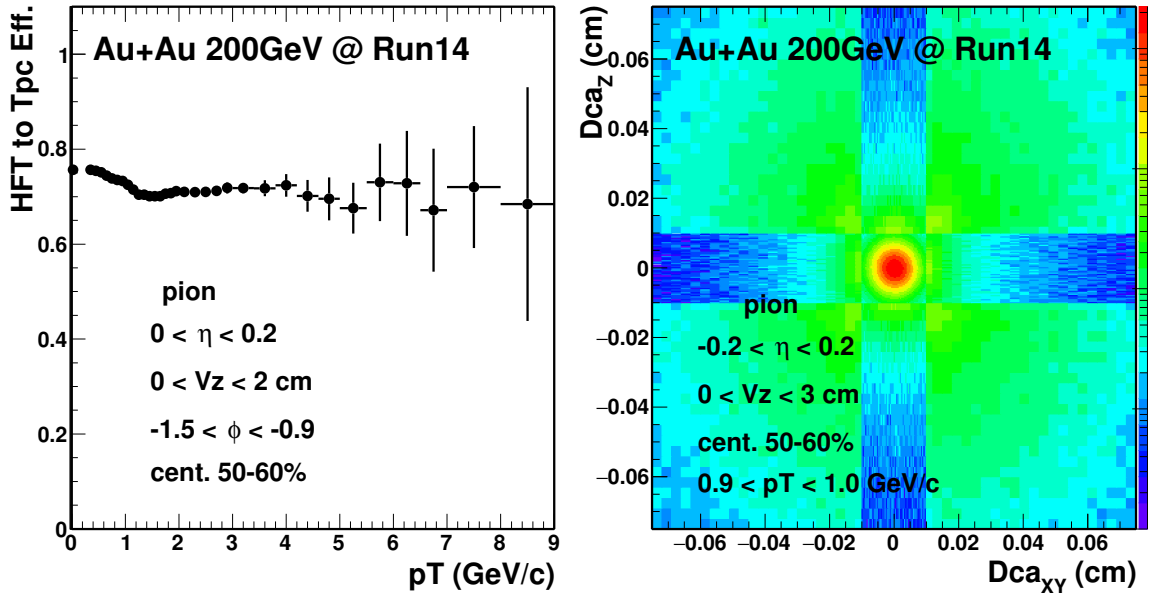 Au+Au 200GeV @ Run14
HFT to Tpc Eff.
1
0.8
0.6
0.4
0.2
0
pion
0 < η < 0.2
0 < Vz < 2 cm
-1.5 < ϕ < -0.9
cent. 50-60%
0 1 2 3 4 5 6 7 8 9
pT (GeV/c)
Au+Au 200GeV @ Run14
Dca_Z (cm)
0.06
0.04
0.02
0
−0.02
−0.04
−0.06
pion
-0.2 < η < 0.2
0 < Vz < 3 cm
cent. 50-60%
0.9 < pT < 1.0 GeV/c
−0.06 −0.04 −0.02 0 0.02 0.04 0.06
Dca_XY (cm)